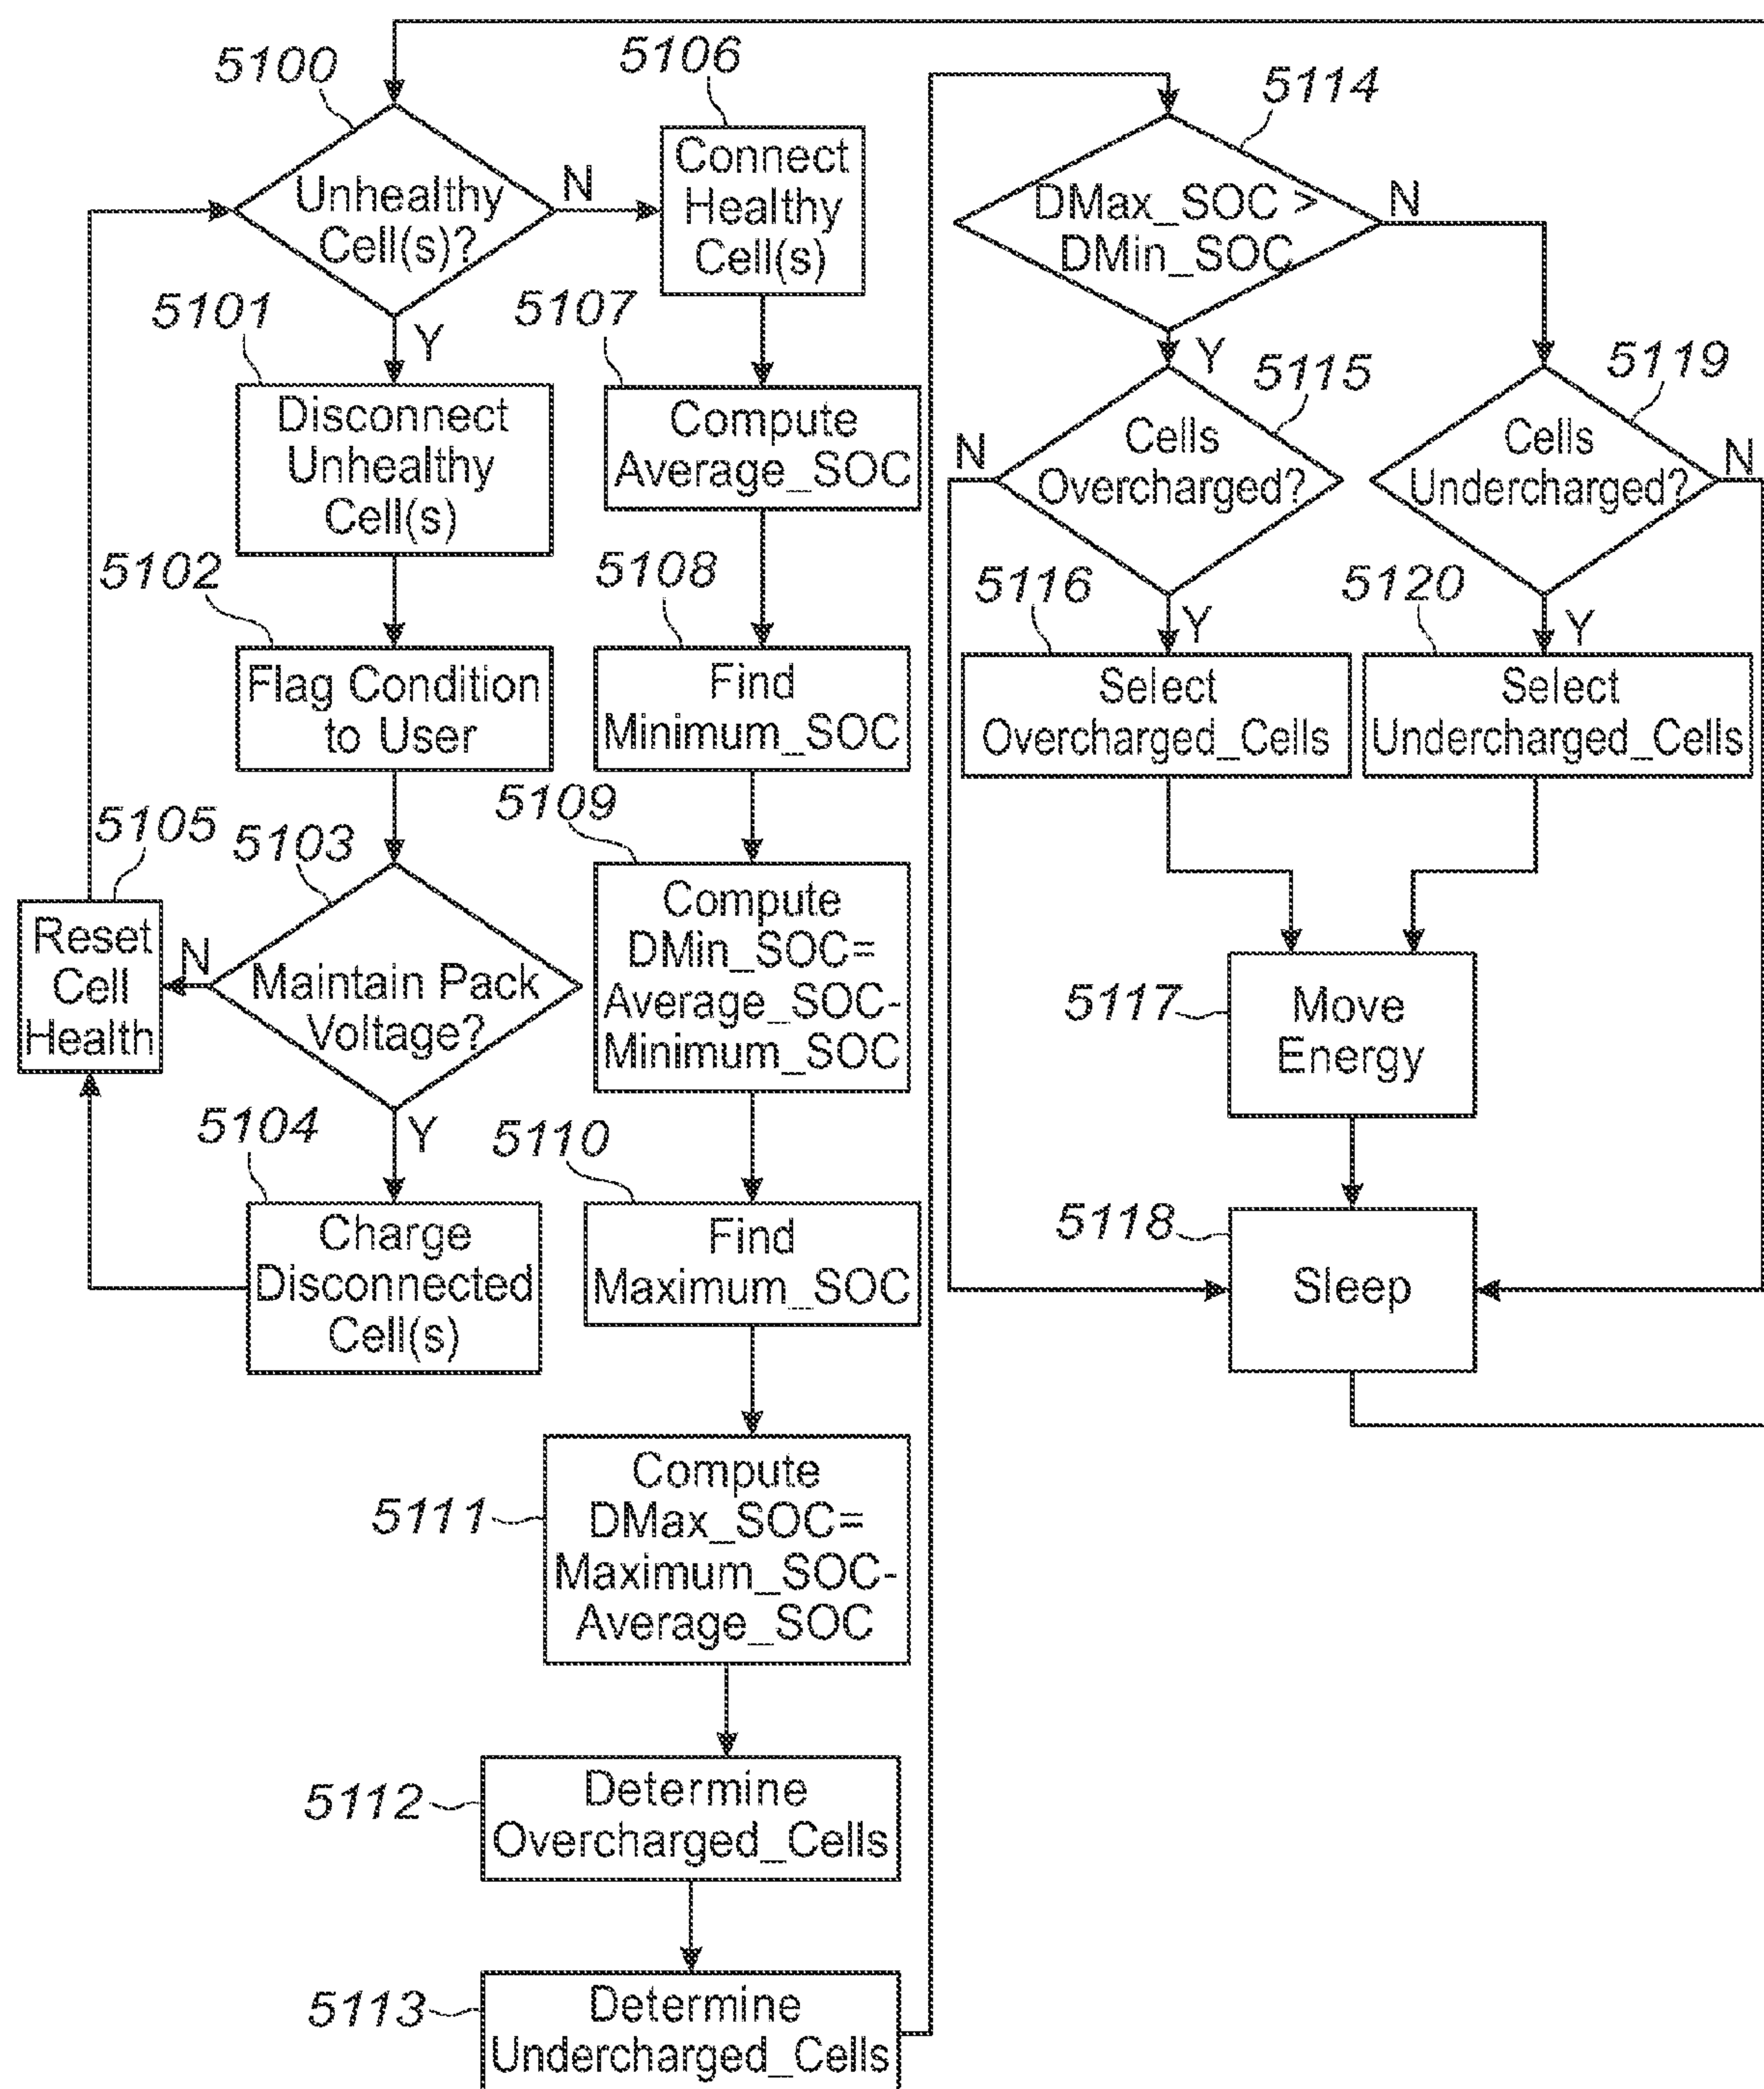 5100
Unhealthy
Cell(s)?
N
Y
5101
Disconnect
Unhealthy
Cell(s)
5102
Flag Condition
to User
5103
Maintain Pack
Voltage?
N
Y
5105
Reset
Cell
Health
5104
Charge
Disconnected
Cell(s)
5106
Connect
Healthy
Cell(s)
5107
Compute
Average_SOC
5108
Find
Minimum_SOC
5109
Compute
DMin_SOC=
Average_SOC-
Minimum_SOC
5110
Find
Maximum_SOC
5111
Compute
DMax_SOC=
Maximum_SOC-
Average_SOC
5112
Determine
Overcharged_Cells
5113
Determine
Undercharged_Cells
5114
DMax_SOC >
DMin_SOC
N
Y
5115
Cells
Overcharged?
N
Y
5116
Select
Overcharged_Cells
5119
Cells
Undercharged?
N
Y
5120
Select
Undercharged_Cells
5117
Move
Energy
5118
Sleep